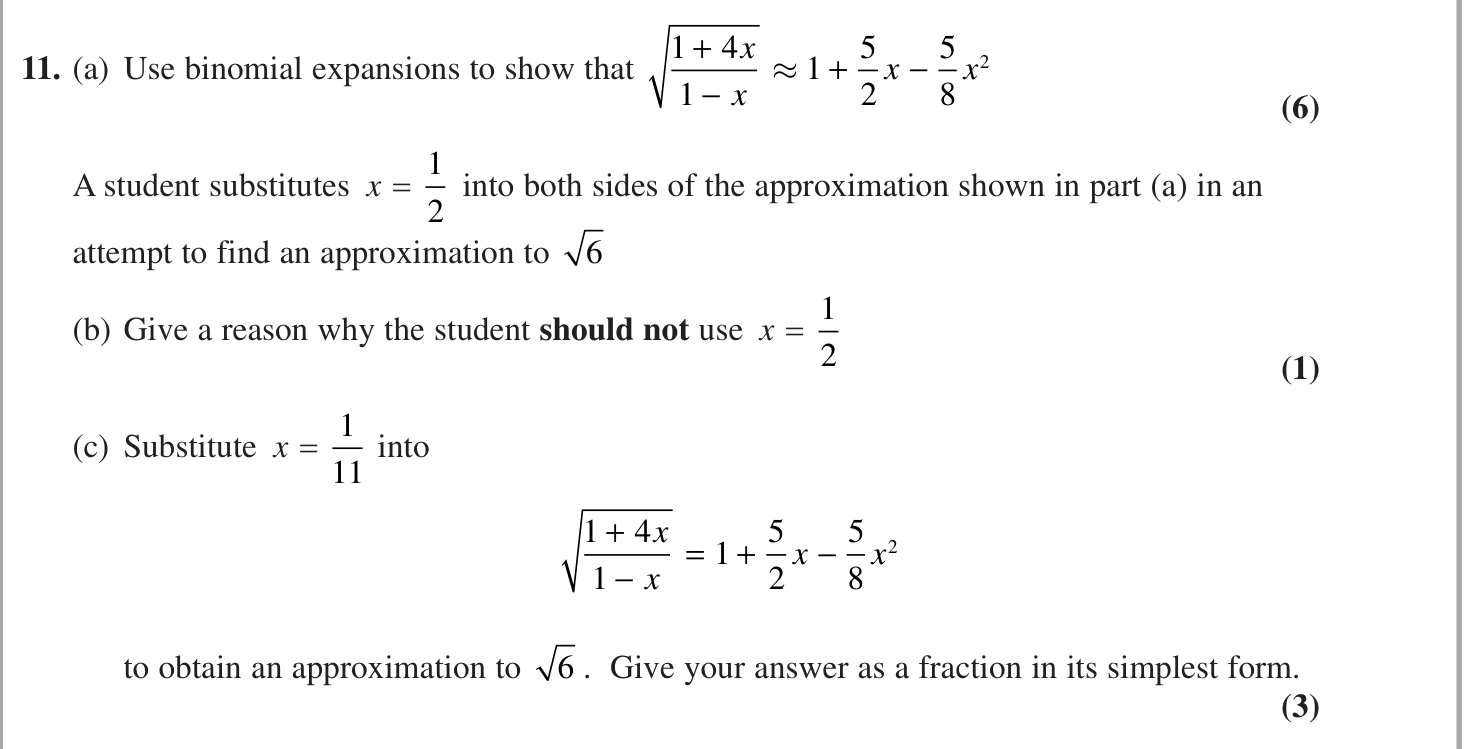 11. (a) Use binomial expansions to show that √((1 + 4x)/(1 − x)) ≈ 1 + 5/2 x − 5/8 x²
(6)
A student substitutes x = 1/2 into both sides of the approximation shown in part (a) in an
attempt to find an approximation to √6
(b) Give a reason why the student should not use x = 1/2
(1)
(c) Substitute x = 1/11 into
√((1 + 4x)/(1 − x)) = 1 + 5/2 x − 5/8 x²
to obtain an approximation to √6 . Give your answer as a fraction in its simplest form.
(3)